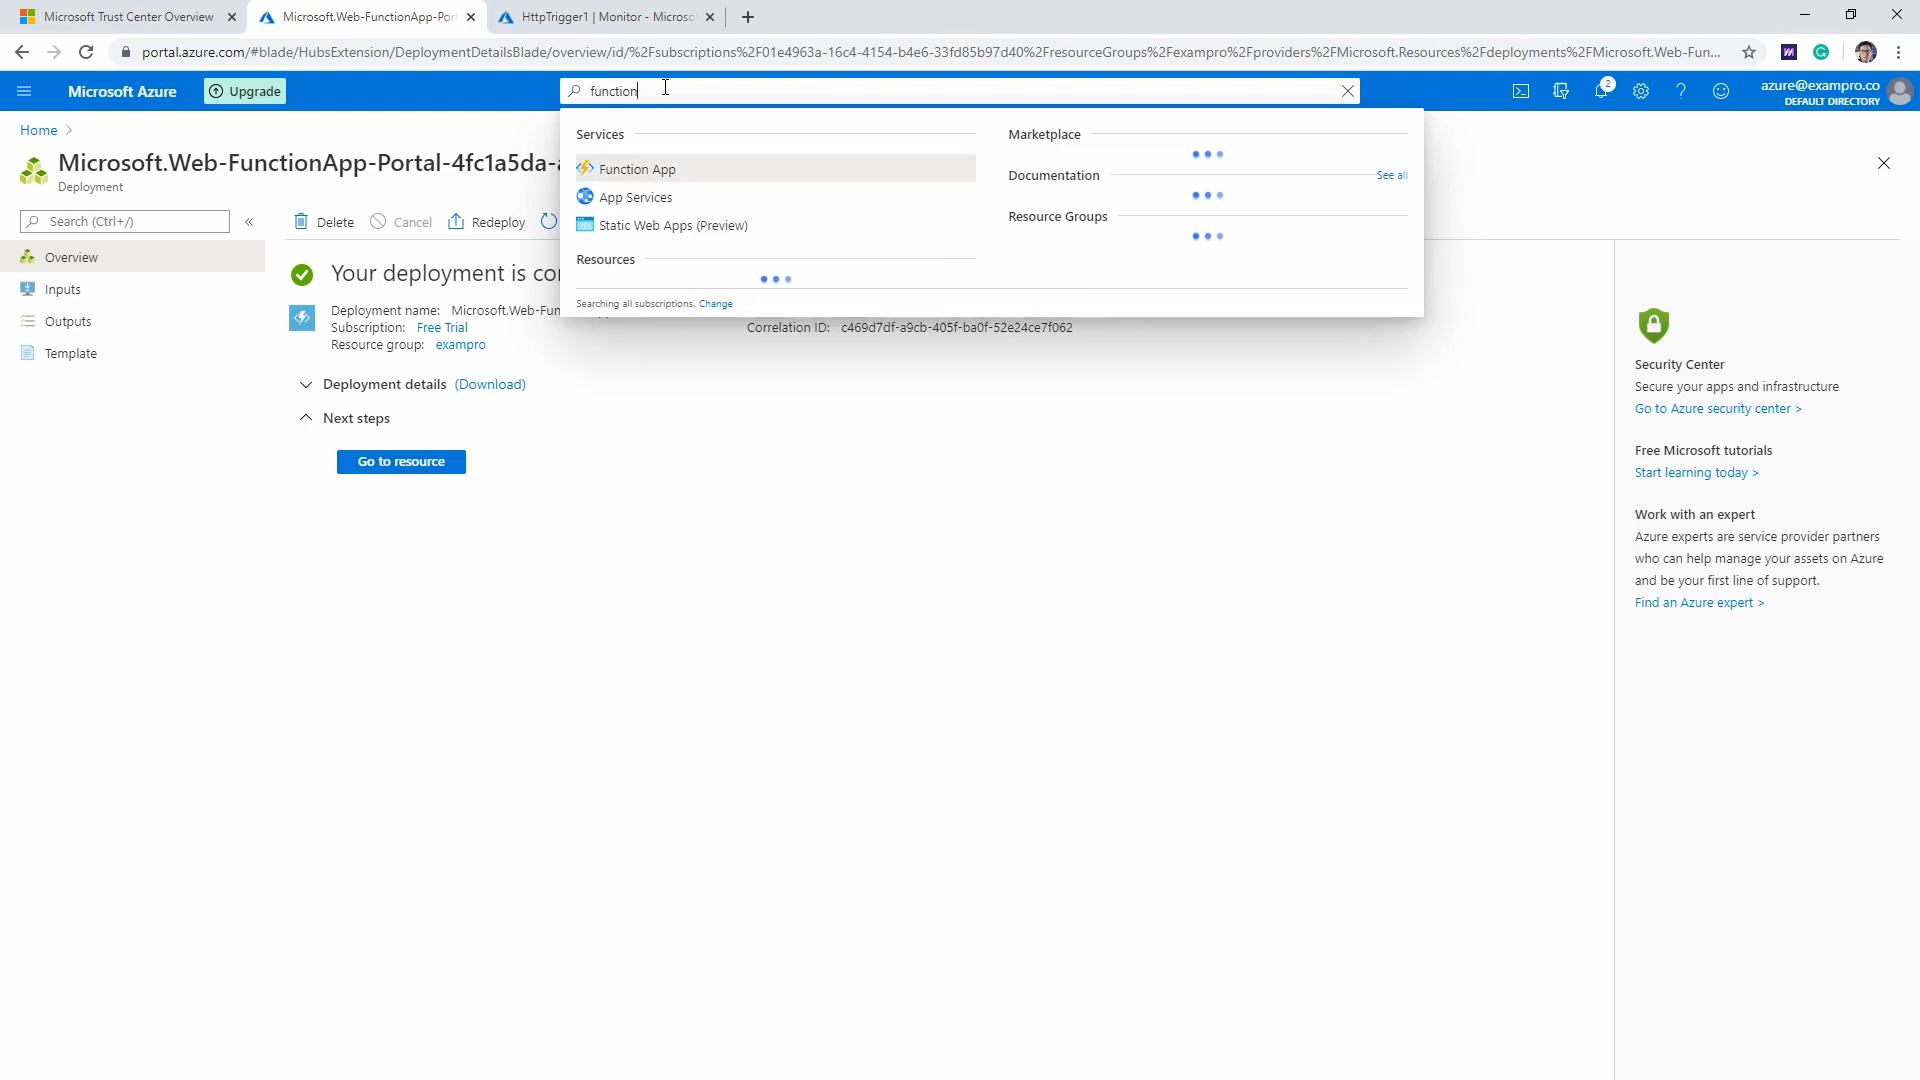 Microsoft Trust Center Overview
Microsoft.Web-FunctionApp-Por
HttpTrigger1 | Monitor - Microso
portal.azure.com/#blade/HubsExtension/DeploymentDetailsBlade/overview/id/%2Fsubscriptions%2F01e4963a-16c4-4154-b4e6-33fd85b97d40%2FresourceGroups%2Fexampro%2Fproviders%2FMicrosoft.Resources%2Fdeployments%2FMicrosoft.Web-Fun...
Microsoft Azure
Upgrade
function
2
azure@exampro.co
DEFAULT DIRECTORY
Home >
Microsoft.Web-FunctionApp-Portal-4fc1a5da-
Deployment
Search (Ctrl+/)
«
Overview
Inputs
Outputs
Template
Delete
Cancel
Redeploy
Services
Function App
App Services
Static Web Apps (Preview)
Resources
Marketplace
Documentation
See all
Resource Groups
Searching all subscriptions. Change
Your deployment is co
Deployment name: Microsoft.Web-Fun
Subscription: Free Trial
Resource group: exampro
Correlation ID: c469d7df-a9cb-405f-ba0f-52e24ce7f062
Deployment details (Download)
Next steps
Go to resource
Security Center
Secure your apps and infrastructure
Go to Azure security center >
Free Microsoft tutorials
Start learning today >
Work with an expert
Azure experts are service provider partners
who can help manage your assets on Azure
and be your first line of support.
Find an Azure expert >